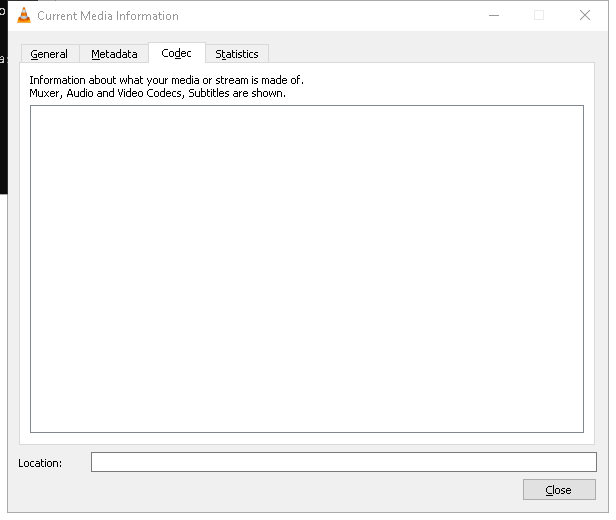 Current Media Information
General Metadata Codec Statistics
Information about what your media or stream is made of.
Muxer, Audio and Video Codecs, Subtitles are shown.
Location:
Close